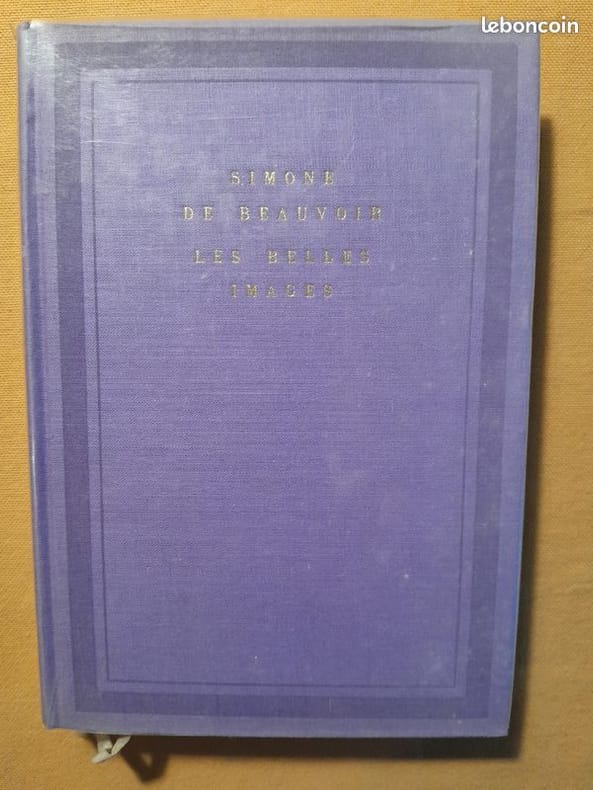 leboncoin
SIMONE
DE BEAUVOIR
LES BELLES
IMAGES